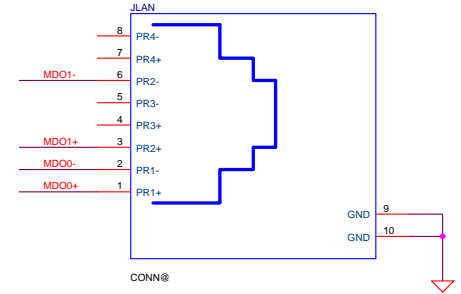 JLAN
8 PR4-
7 PR4+
MDO1- 6 PR2-
5 PR3-
4 PR3+
MDO1+ 3 PR2+
MDO0- 2 PR1-
MDO0+ 1 PR1+
GND 9
GND 10
CONN@